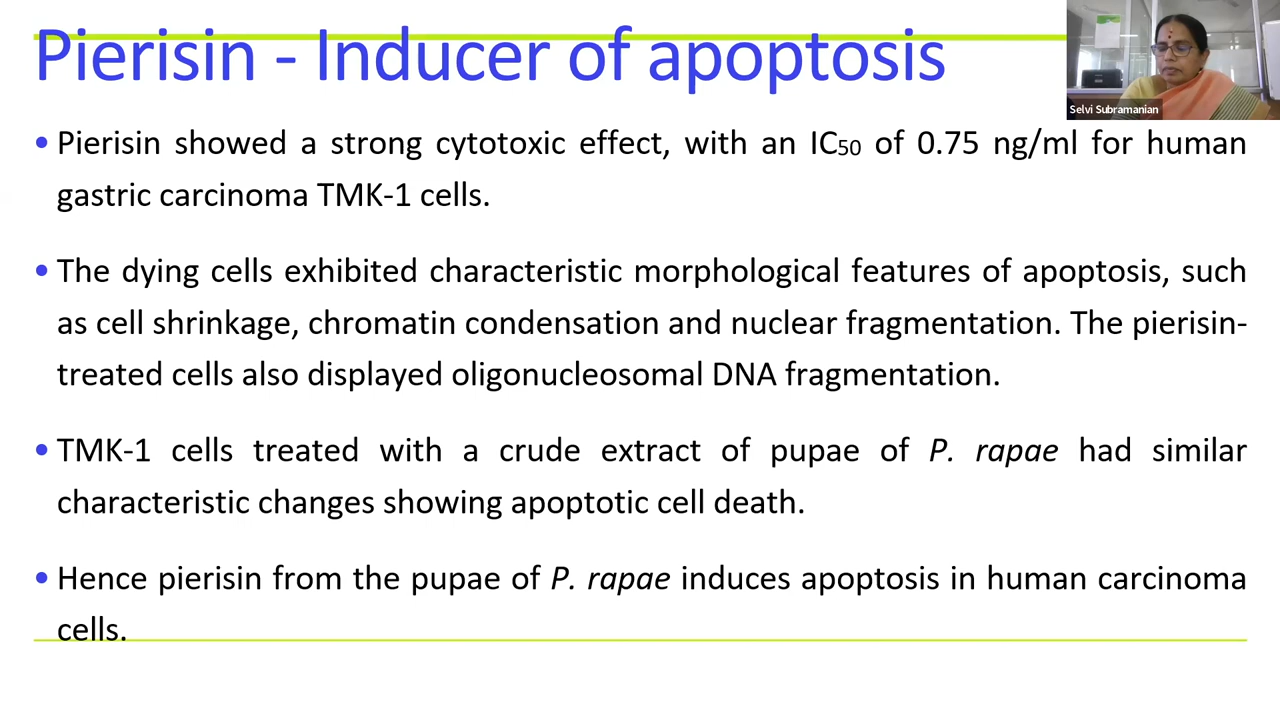 Pierisin - Inducer of apoptosis
Selvi Subramanian
• Pierisin showed a strong cytotoxic effect, with an IC50 of 0.75 ng/ml for human
gastric carcinoma TMK-1 cells.
• The dying cells exhibited characteristic morphological features of apoptosis, such
as cell shrinkage, chromatin condensation and nuclear fragmentation. The pierisin-
treated cells also displayed oligonucleosomal DNA fragmentation.
• TMK-1 cells treated with a crude extract of pupae of P. rapae had similar
characteristic changes showing apoptotic cell death.
• Hence pierisin from the pupae of P. rapae induces apoptosis in human carcinoma
cells.